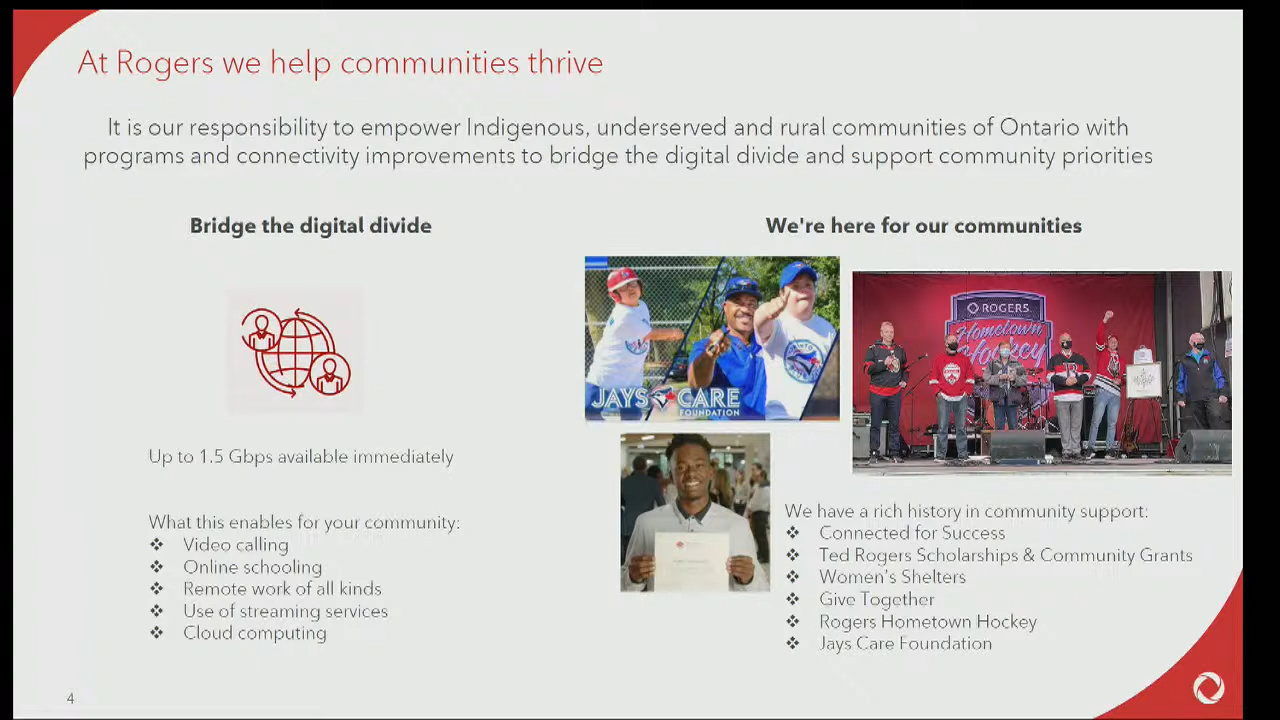 At Rogers we help communities thrive
It is our responsibility to empower Indigenous, underserved and rural communities of Ontario with
programs and connectivity improvements to bridge the digital divide and support community priorities
Bridge the digital divide
Up to 1.5 Gbps available immediately
What this enables for your community:
❖ Video calling
❖ Online schooling
❖ Remote work of all kinds
❖ Use of streaming services
❖ Cloud computing
We're here for our communities
JAYS CARE
FOUNDATION
ROGERS
Hometown
Hockey
We have a rich history in community support:
❖ Connected for Success
❖ Ted Rogers Scholarships & Community Grants
❖ Women's Shelters
❖ Give Together
❖ Rogers Hometown Hockey
❖ Jays Care Foundation
4